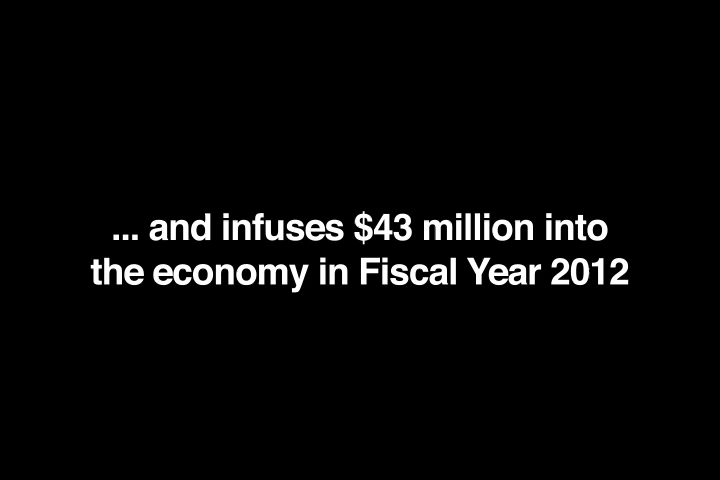 ... and infuses $43 million into
the economy in Fiscal Year 2012